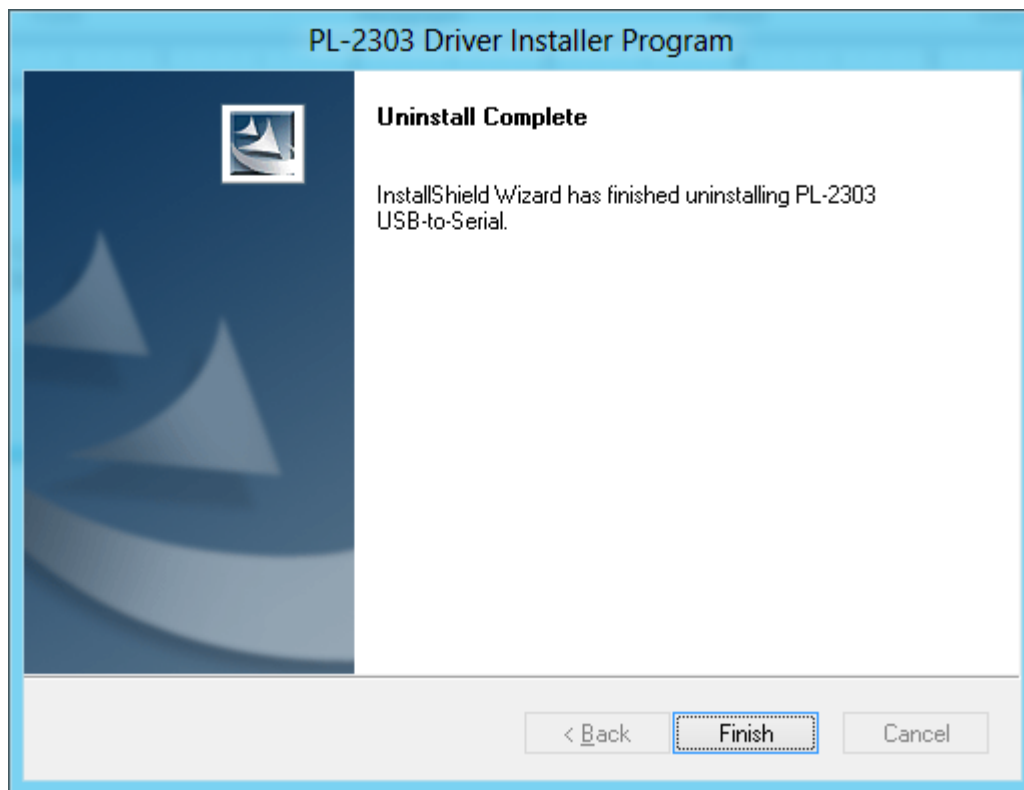 PL-2303 Driver Installer Program
Uninstall Complete
InstallShield Wizard has finished uninstalling PL-2303
USB-to-Serial.
< Back
Finish
Cancel